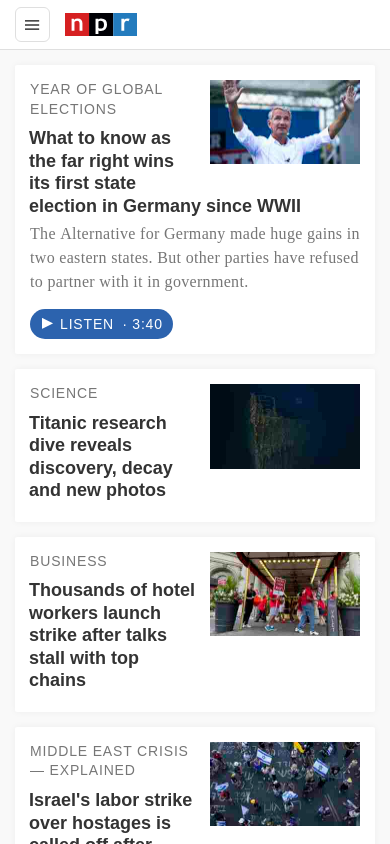 npr
YEAR OF GLOBAL
ELECTIONS
What to know as
the far right wins
its first state
election in Germany since WWII
The Alternative for Germany made huge gains in
two eastern states. But other parties have refused
to partner with it in government.
LISTEN · 3:40
SCIENCE
Titanic research
dive reveals
discovery, decay
and new photos
BUSINESS
Thousands of hotel
workers launch
strike after talks
stall with top
chains
MIDDLE EAST CRISIS
— EXPLAINED
Israel's labor strike
over hostages is
called off after